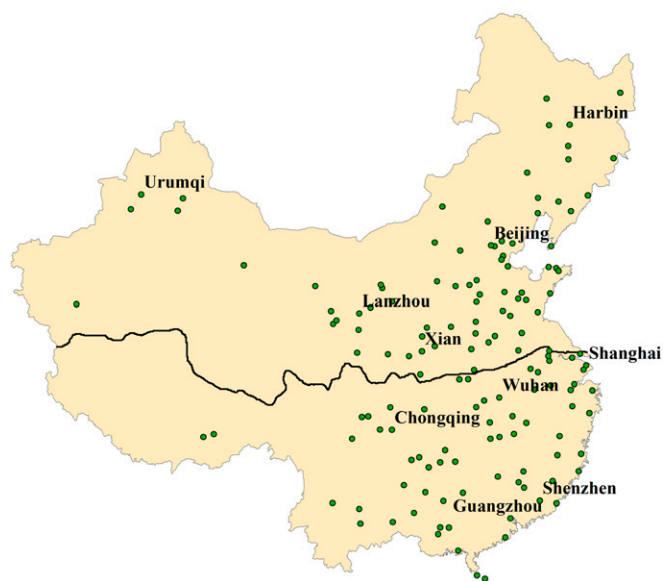 Harbin
Urumqi
Beijing
Lanzhou
Xian
Shanghai
Wuhan
Chongqing
Shenzhen
Guangzhou